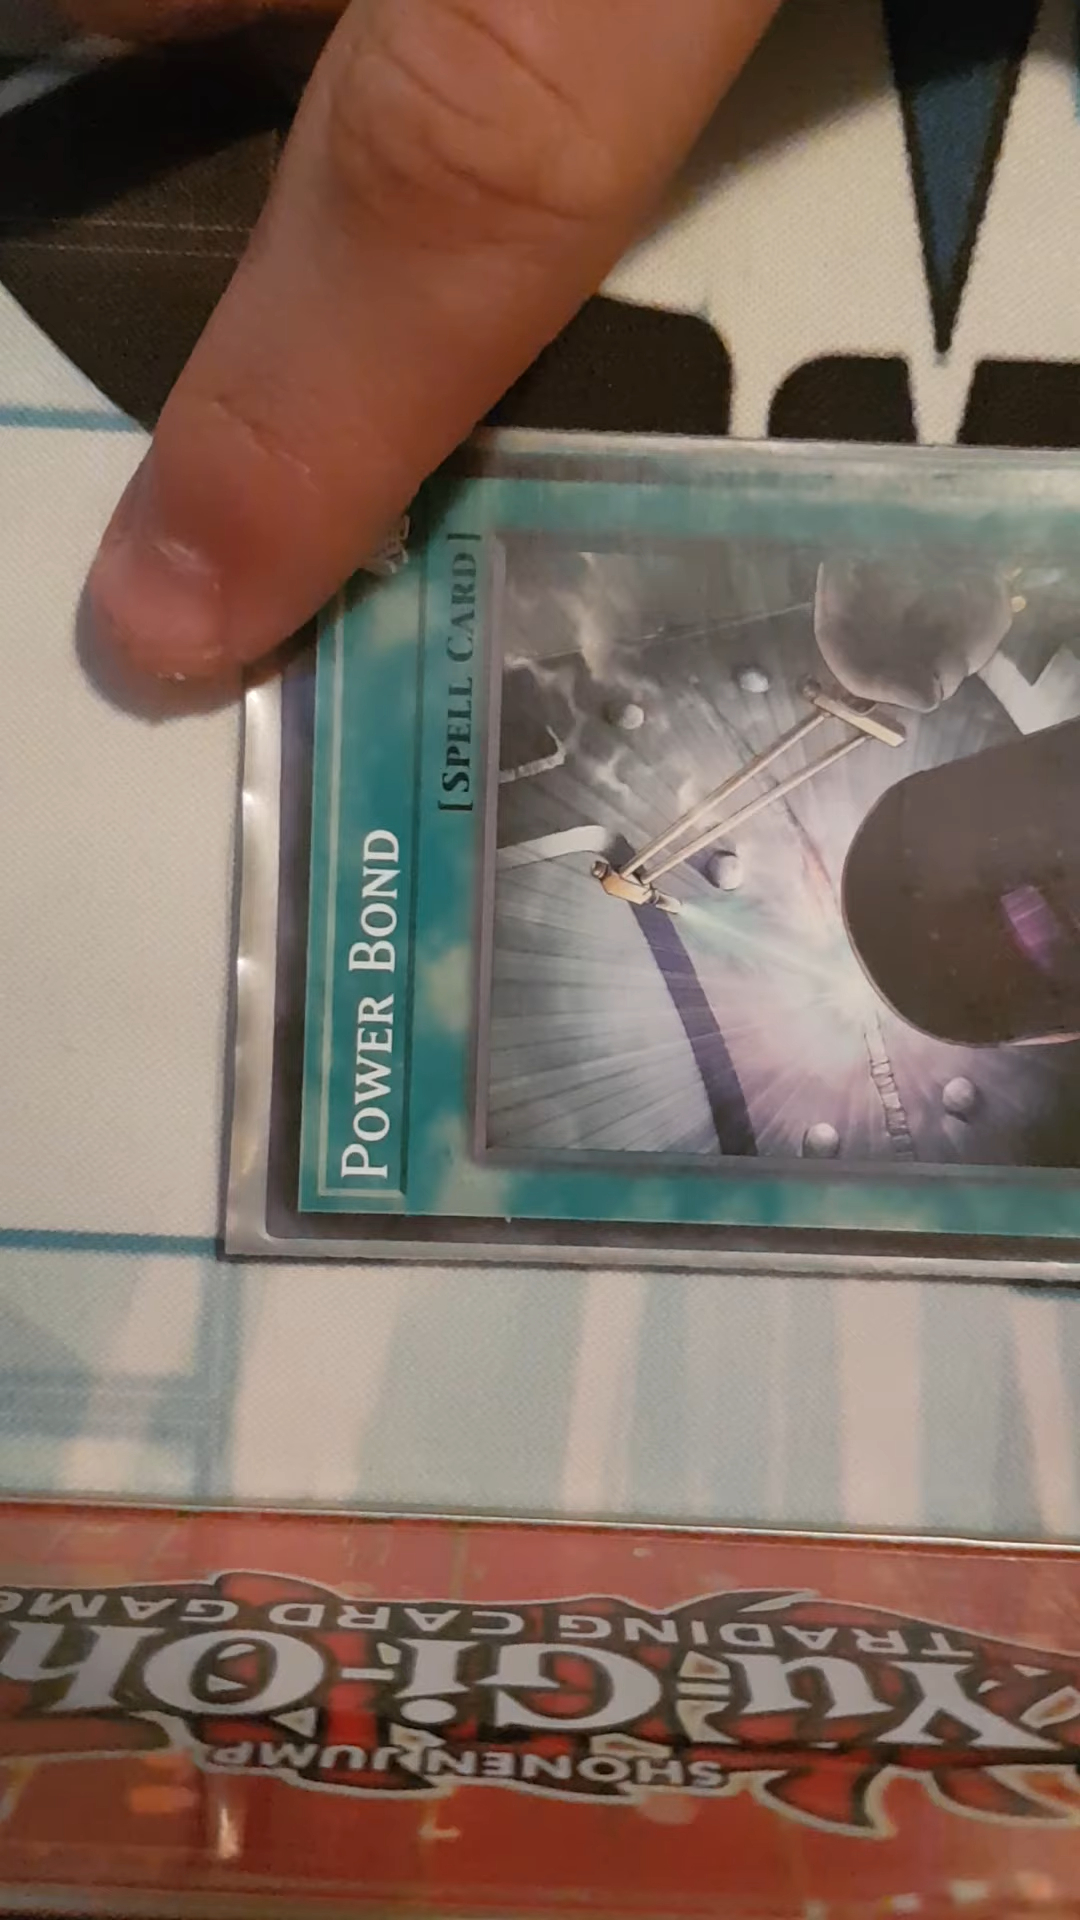 POWER BOND
[SPELL CARD]
SHONEN JUMP
Yu-Gi-Oh
TRADING CARD GAME